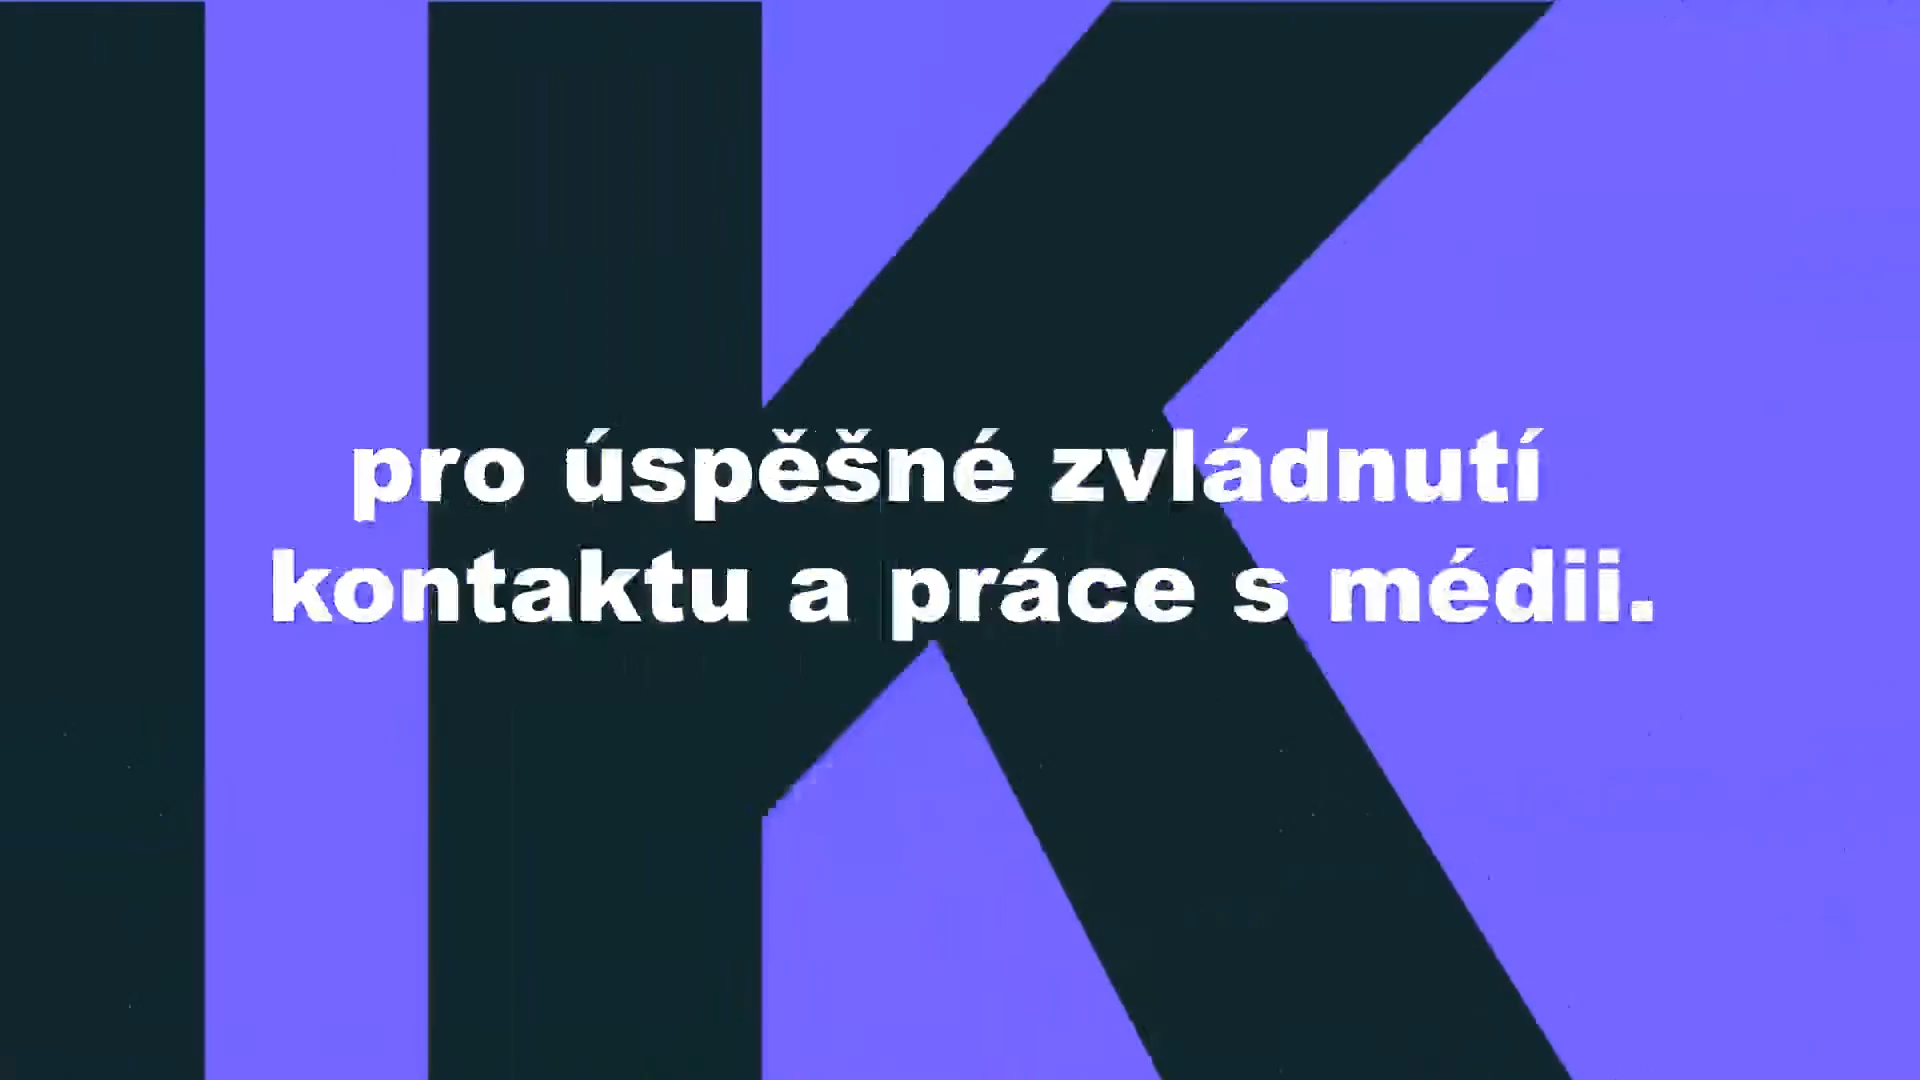 pro úspěšné zvládnutí
kontaktu a práce s médii.